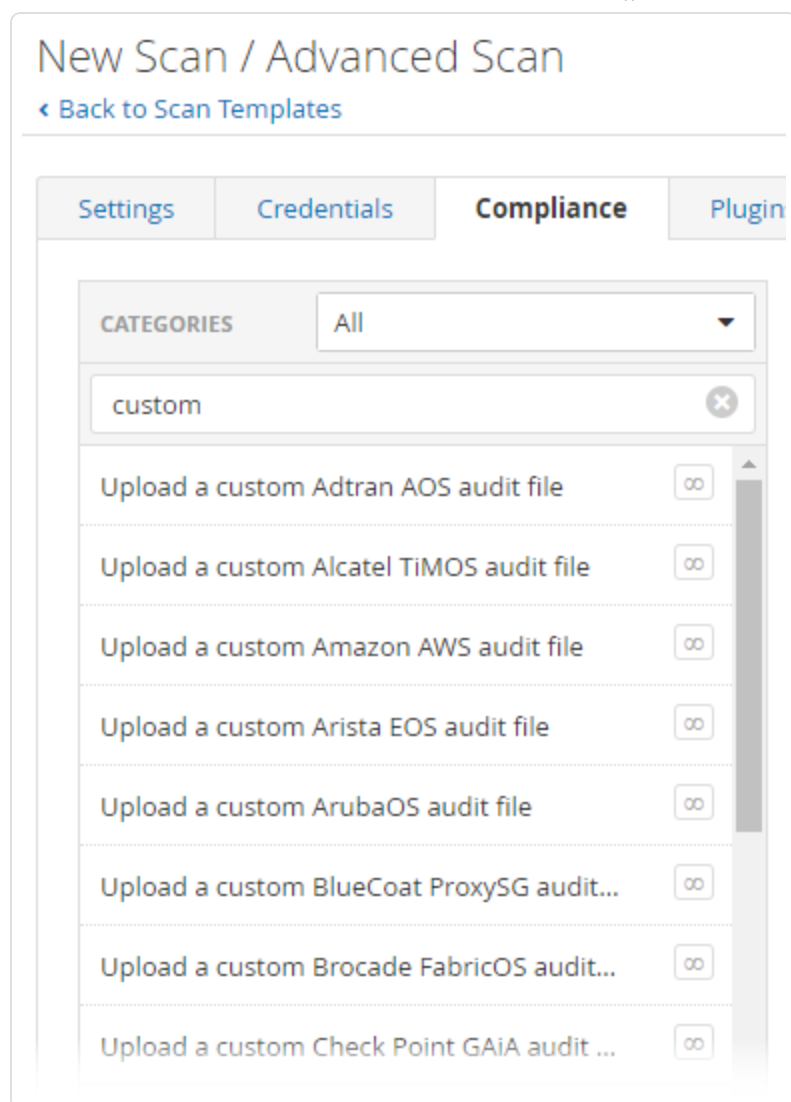 New Scan / Advanced Scan
‹ Back to Scan Templates
Settings Credentials Compliance Plugin
CATEGORIES All
custom
Upload a custom Adtran AOS audit file ∞
Upload a custom Alcatel TiMOS audit file ∞
Upload a custom Amazon AWS audit file ∞
Upload a custom Arista EOS audit file ∞
Upload a custom ArubaOS audit file ∞
Upload a custom BlueCoat ProxySG audit... ∞
Upload a custom Brocade FabricOS audit... ∞
Upload a custom Check Point GAiA audit ... ∞